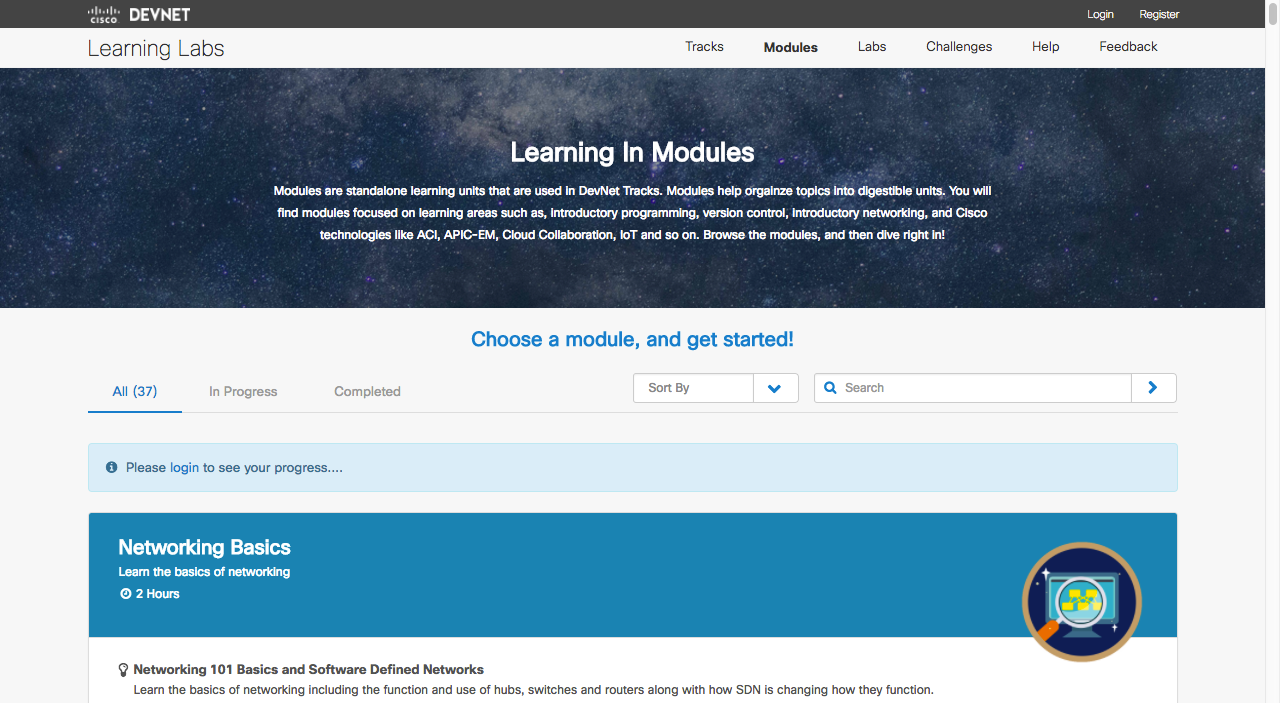 CISCO DEVNET Login Register
Learning Labs Tracks Modules Labs Challenges Help Feedback
Learning In Modules
Modules are standalone learning units that are used in DevNet Tracks. Modules help orgainze topics into digestible units. You will
find modules focused on learning areas such as, introductory programming, version control, introductory networking, and Cisco
technologies like ACI, APIC-EM, Cloud Collaboration, IoT and so on. Browse the modules, and then dive right in!
Choose a module, and get started!
All (37) In Progress Completed Sort By Search
Please login to see your progress....
Networking Basics
Learn the basics of networking
2 Hours
Networking 101 Basics and Software Defined Networks
Learn the basics of networking including the function and use of hubs, switches and routers along with how SDN is changing how they function.